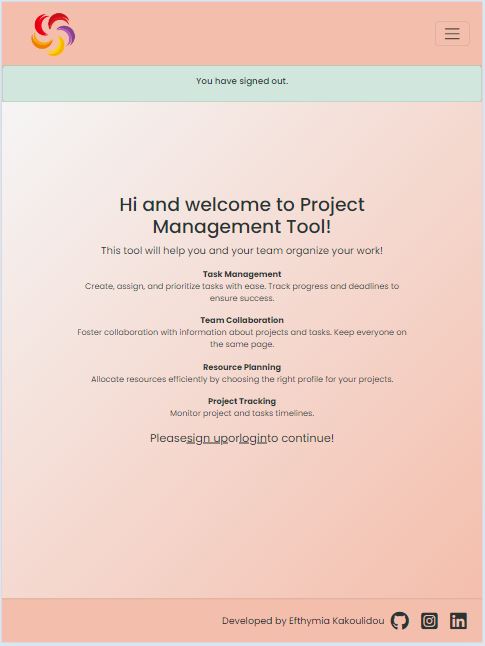 You have signed out.
Hi and welcome to Project
Management Tool!
This tool will help you and your team organize your work!
Task Management
Create, assign, and prioritize tasks with ease. Track progress and deadlines to
ensure success.
Team Collaboration
Foster collaboration with information about projects and tasks. Keep everyone on
the same page.
Resource Planning
Allocate resources efficiently by choosing the right profile for your projects.
Project Tracking
Monitor project and tasks timelines.
Pleasesign uporloginto continue!
Developed by Efthymia Kakoulidou